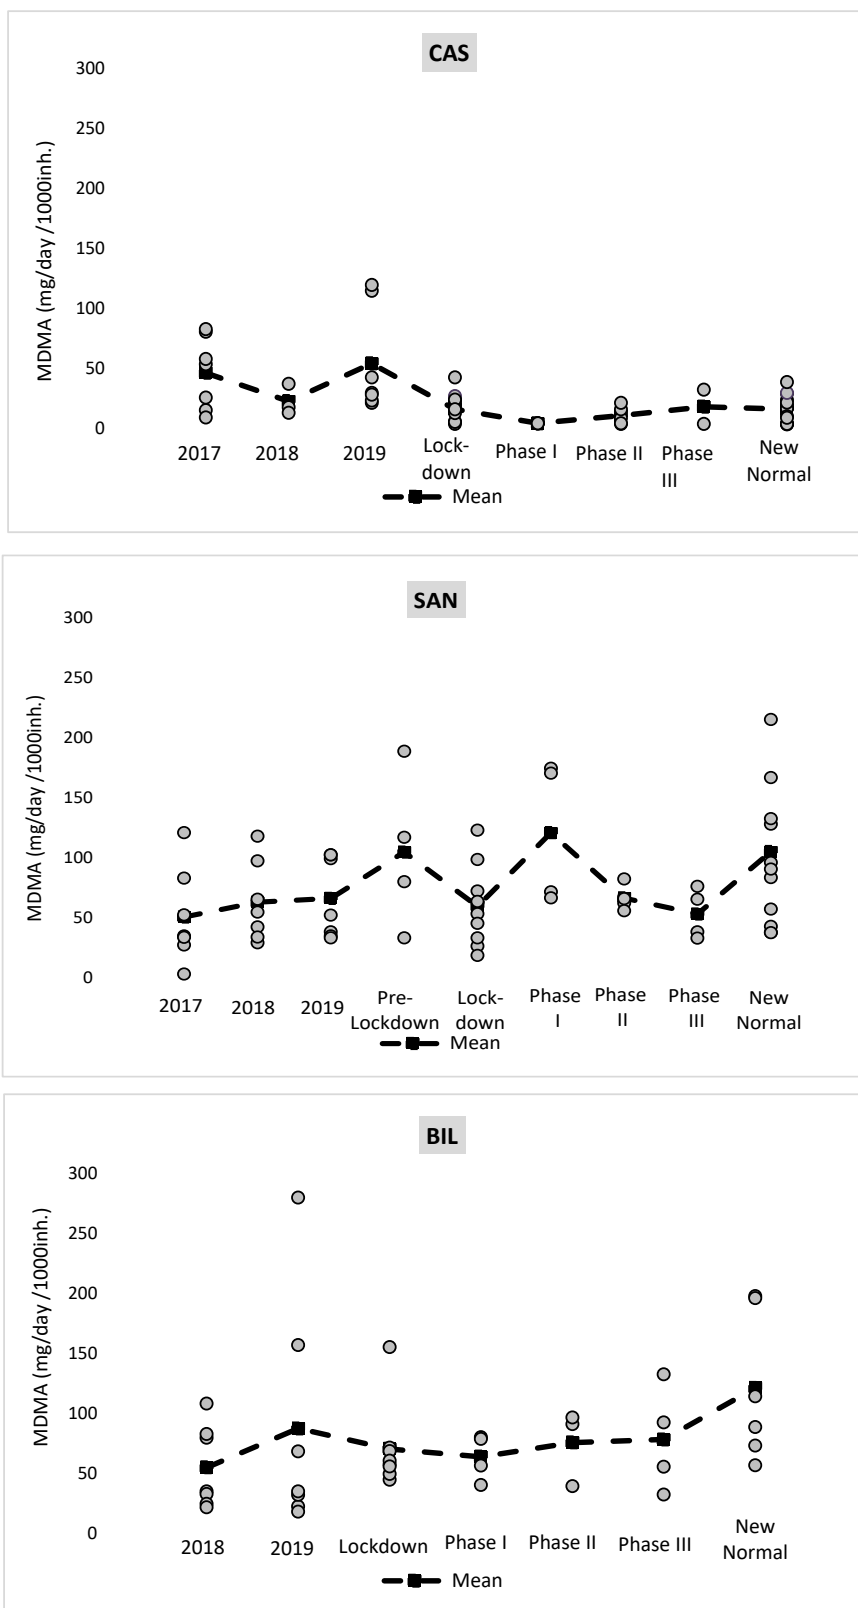 CAS
MDMA (mg/day /1000inh.)
300
250
200
150
100
50
0
2017
2018
2019
Lock-
down
Phase I
Phase II
Phase
III
New
Normal
Mean
SAN
MDMA (mg/day /1000inh.)
300
250
200
150
100
50
0
2017
2018
2019
Pre-
Lockdown
Lock-
down
Phase
I
Phase
II
Phase
III
New
Normal
Mean
BIL
MDMA (mg/day /1000inh.)
300
250
200
150
100
50
0
2018
2019
Lockdown
Phase I
Phase II
Phase III
New
Normal
Mean